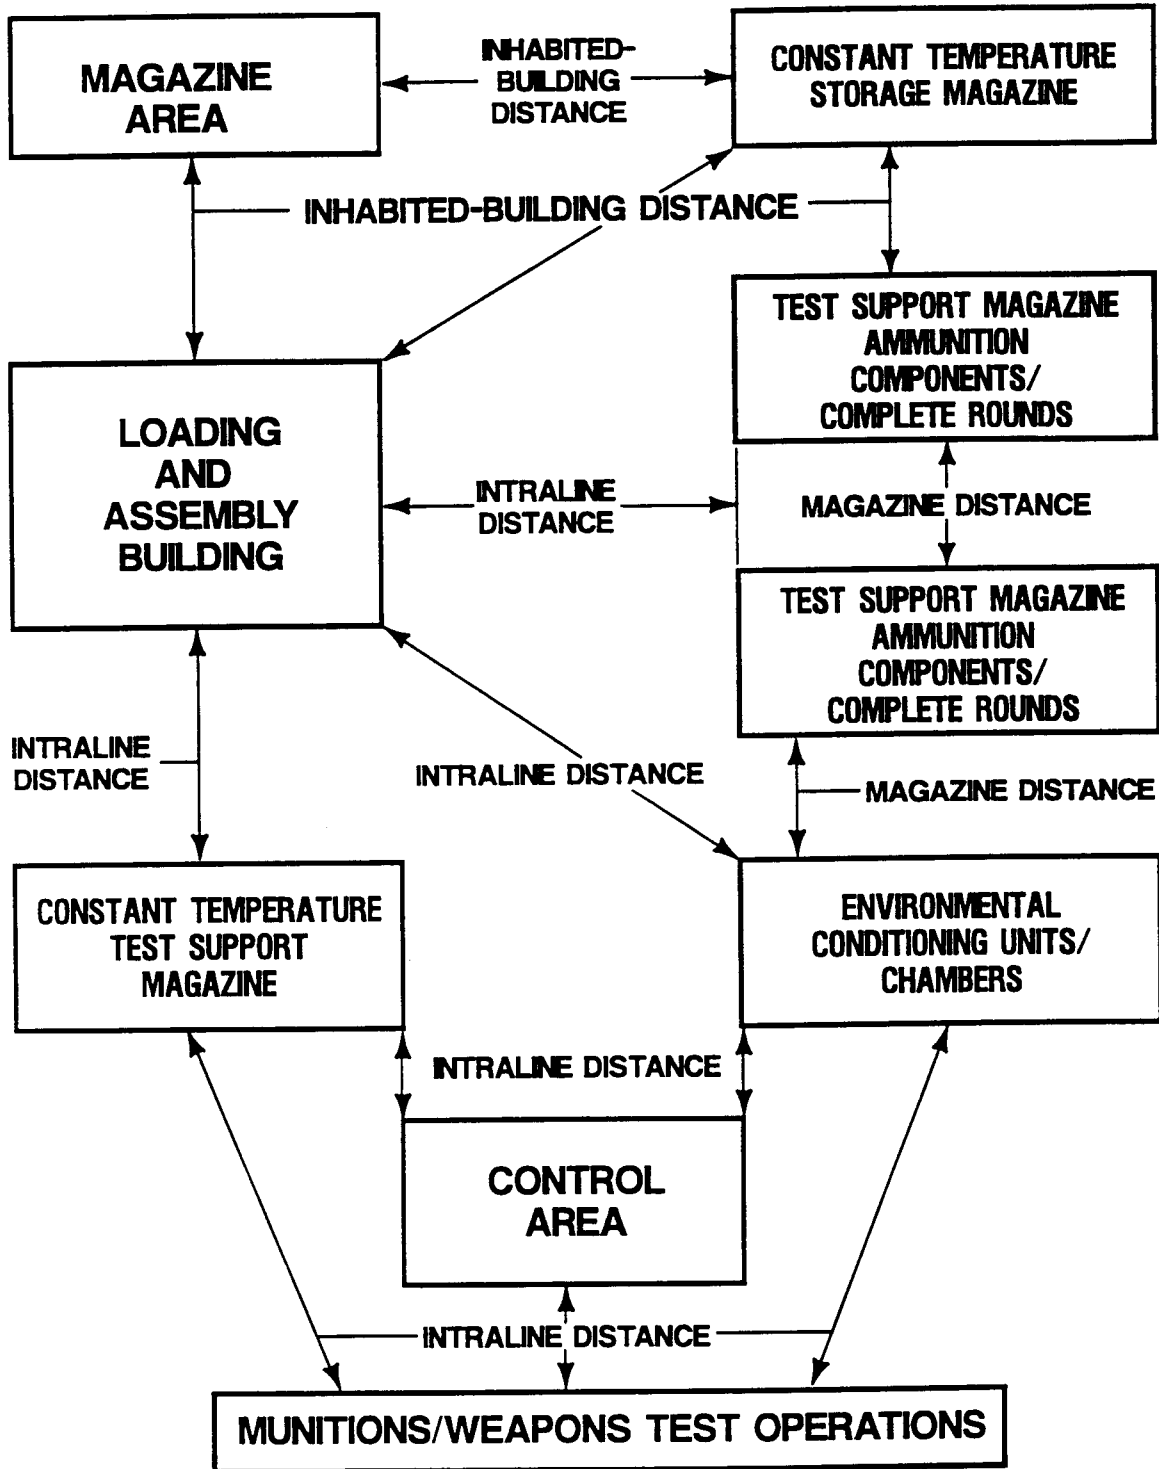 MAGAZINE
AREA
INHABITED-
BUILDING
DISTANCE
CONSTANT TEMPERATURE
STORAGE MAGAZINE
INHABITED-BUILDING DISTANCE
TEST SUPPORT MAGAZINE
AMMUNITION
COMPONENTS/
COMPLETE ROUNDS
LOADING
AND
ASSEMBLY
BUILDING
INTRALINE
DISTANCE
MAGAZINE DISTANCE
TEST SUPPORT MAGAZINE
AMMUNITION
COMPONENTS/
COMPLETE ROUNDS
INTRALINE
DISTANCE
INTRALINE DISTANCE
MAGAZINE DISTANCE
CONSTANT TEMPERATURE
TEST SUPPORT
MAGAZINE
ENVIRONMENTAL
CONDITIONING UNITS/
CHAMBERS
INTRALINE DISTANCE
CONTROL
AREA
INTRALINE DISTANCE
MUNITIONS/WEAPONS TEST OPERATIONS